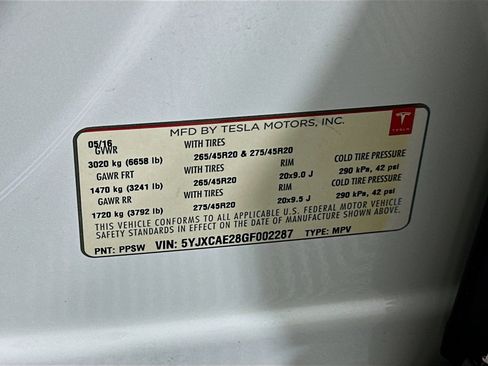 MFD BY TESLA MOTORS, INC.
TESLA
05/16
GVWR WITH TIRES
3020 kg (6658 lb) 265/45R20 & 275/45R20
GAWR FRT WITH TIRES RIM COLD TIRE PRESSURE
1470 kg (3241 lb) 265/45R20 20x9.0 J 290 kPa, 42 psi
GAWR RR WITH TIRES RIM COLD TIRE PRESSURE
1720 kg (3792 lb) 275/45R20 20x9.5 J 290 kPa, 42 psi
THIS VEHICLE CONFORMS TO ALL APPLICABLE U.S. FEDERAL MOTOR VEHICLE
SAFETY STANDARDS IN EFFECT ON THE DATE OF MANUFACTURE SHOWN ABOVE.
PNT: PPSW VIN: 5YJXCAE28GF002287 TYPE: MPV